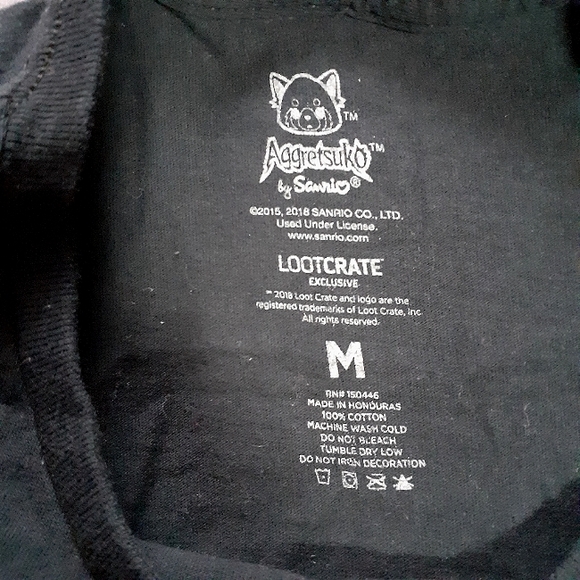 TM
Aggretsuko™
by Sanrio®
©2015, 2018 SANRIO CO., LTD.
Used Under License.
www.sanrio.com
LOOTCRATE
EXCLUSIVE
™ 2018 Loot Crate and logo are the
registered trademarks of Loot Crate, Inc.
All rights reserved.
M
RN# 150446
MADE IN HONDURAS
100% COTTON
MACHINE WASH COLD
DO NOT BLEACH
TUMBLE DRY LOW
DO NOT IRON DECORATION